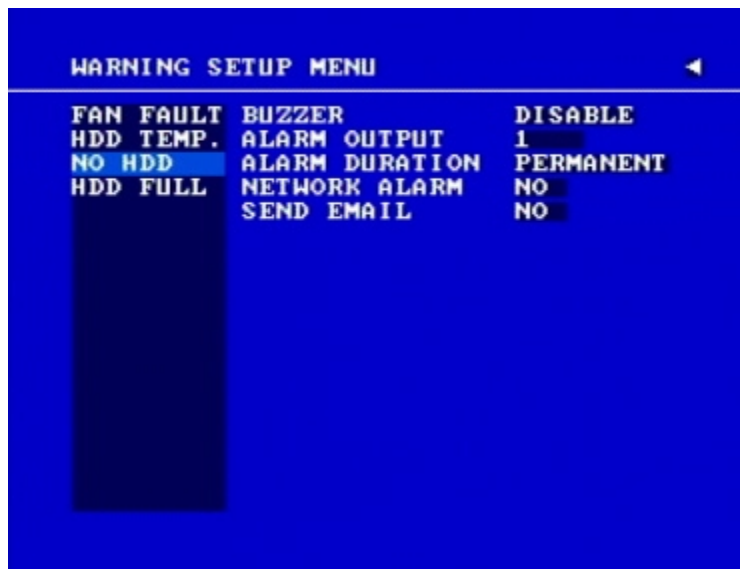 WARNING SETUP MENU
FAN FAULT BUZZER DISABLE
HDD TEMP. ALARM OUTPUT 1
NO HDD ALARM DURATION PERMANENT
HDD FULL NETWORK ALARM NO
SEND EMAIL NO